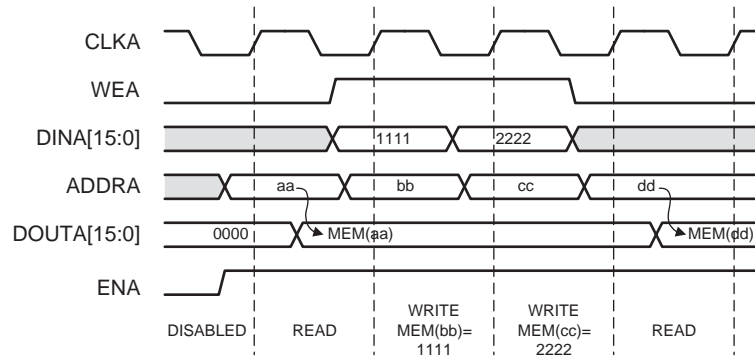 CLKA
WEA
DINA[15:0] 1111 2222
ADDRA aa bb cc dd
DOUTA[15:0] 0000 MEM(aa) MEM(dd)
ENA
DISABLED READ WRITE MEM(bb)= 1111 WRITE MEM(cc)= 2222 READ